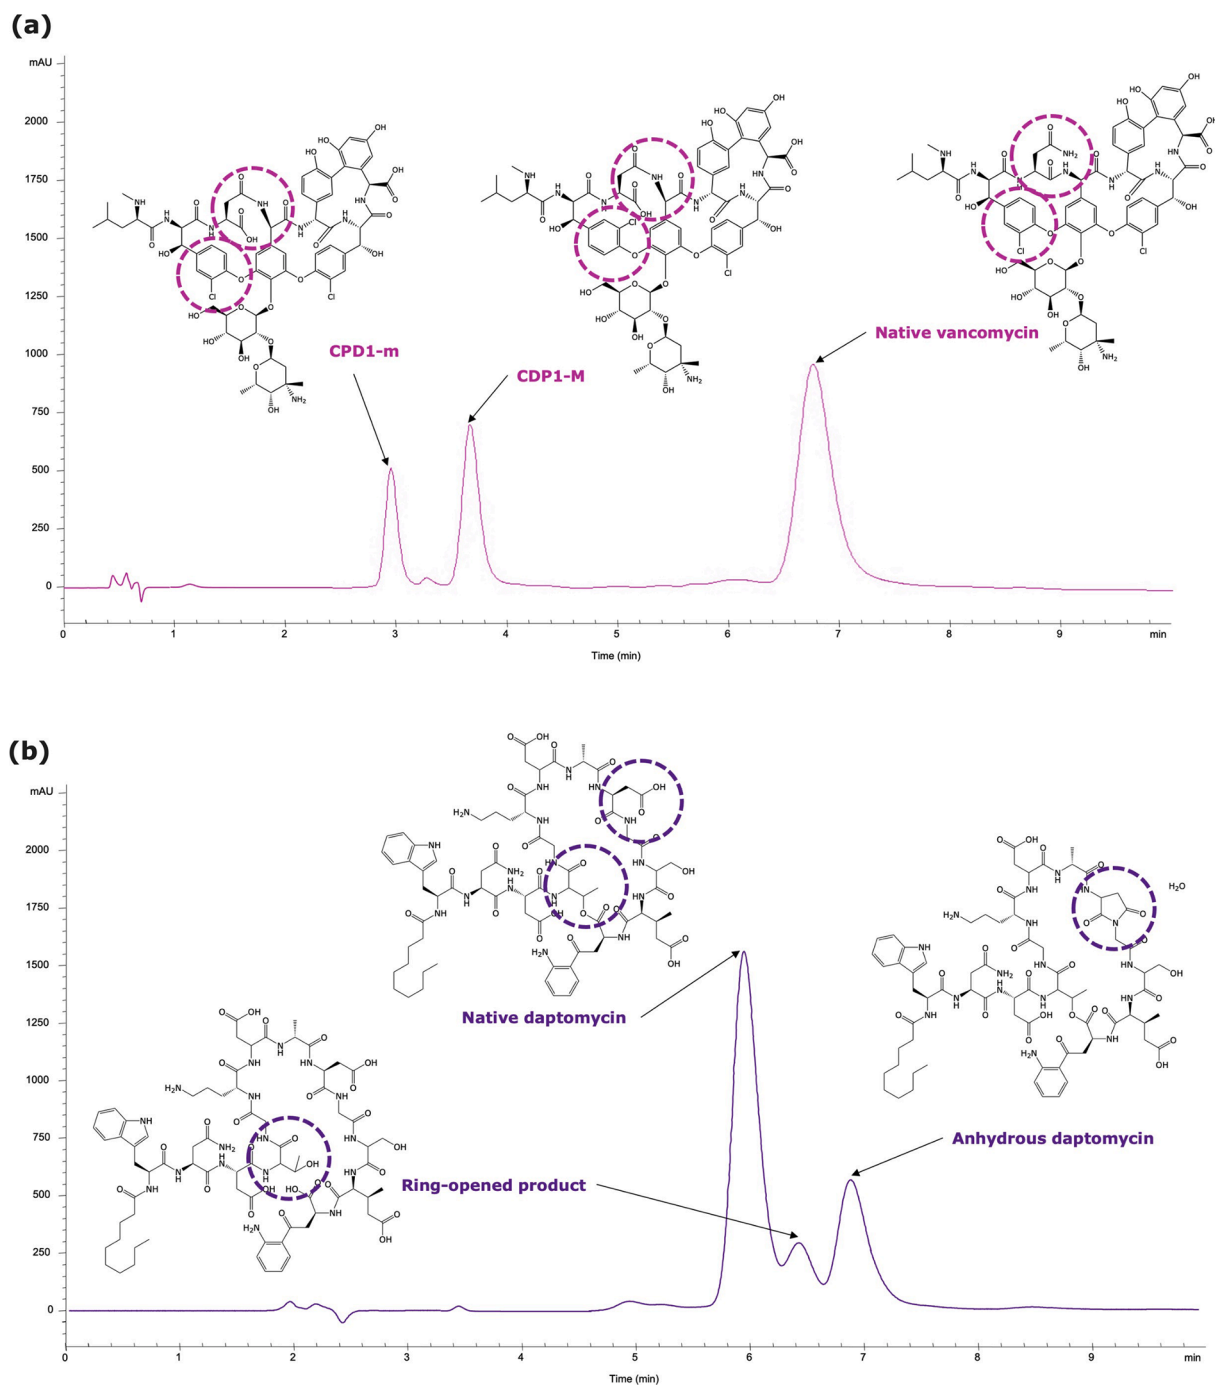 (a)
mAU
2000
1750
1500
1250
1000
750
500
250
0
CPD1-m
CDP1-M
Native vancomycin
0 1 2 3 4 5 6 7 8 9 min
Time (min)
(b)
mAU
2000
1750
1500
1250
1000
750
500
250
0
H₂O
Native daptomycin
Ring-opened product
Anhydrous daptomycin
0 1 2 3 4 5 6 7 8 9 min
Time (min)